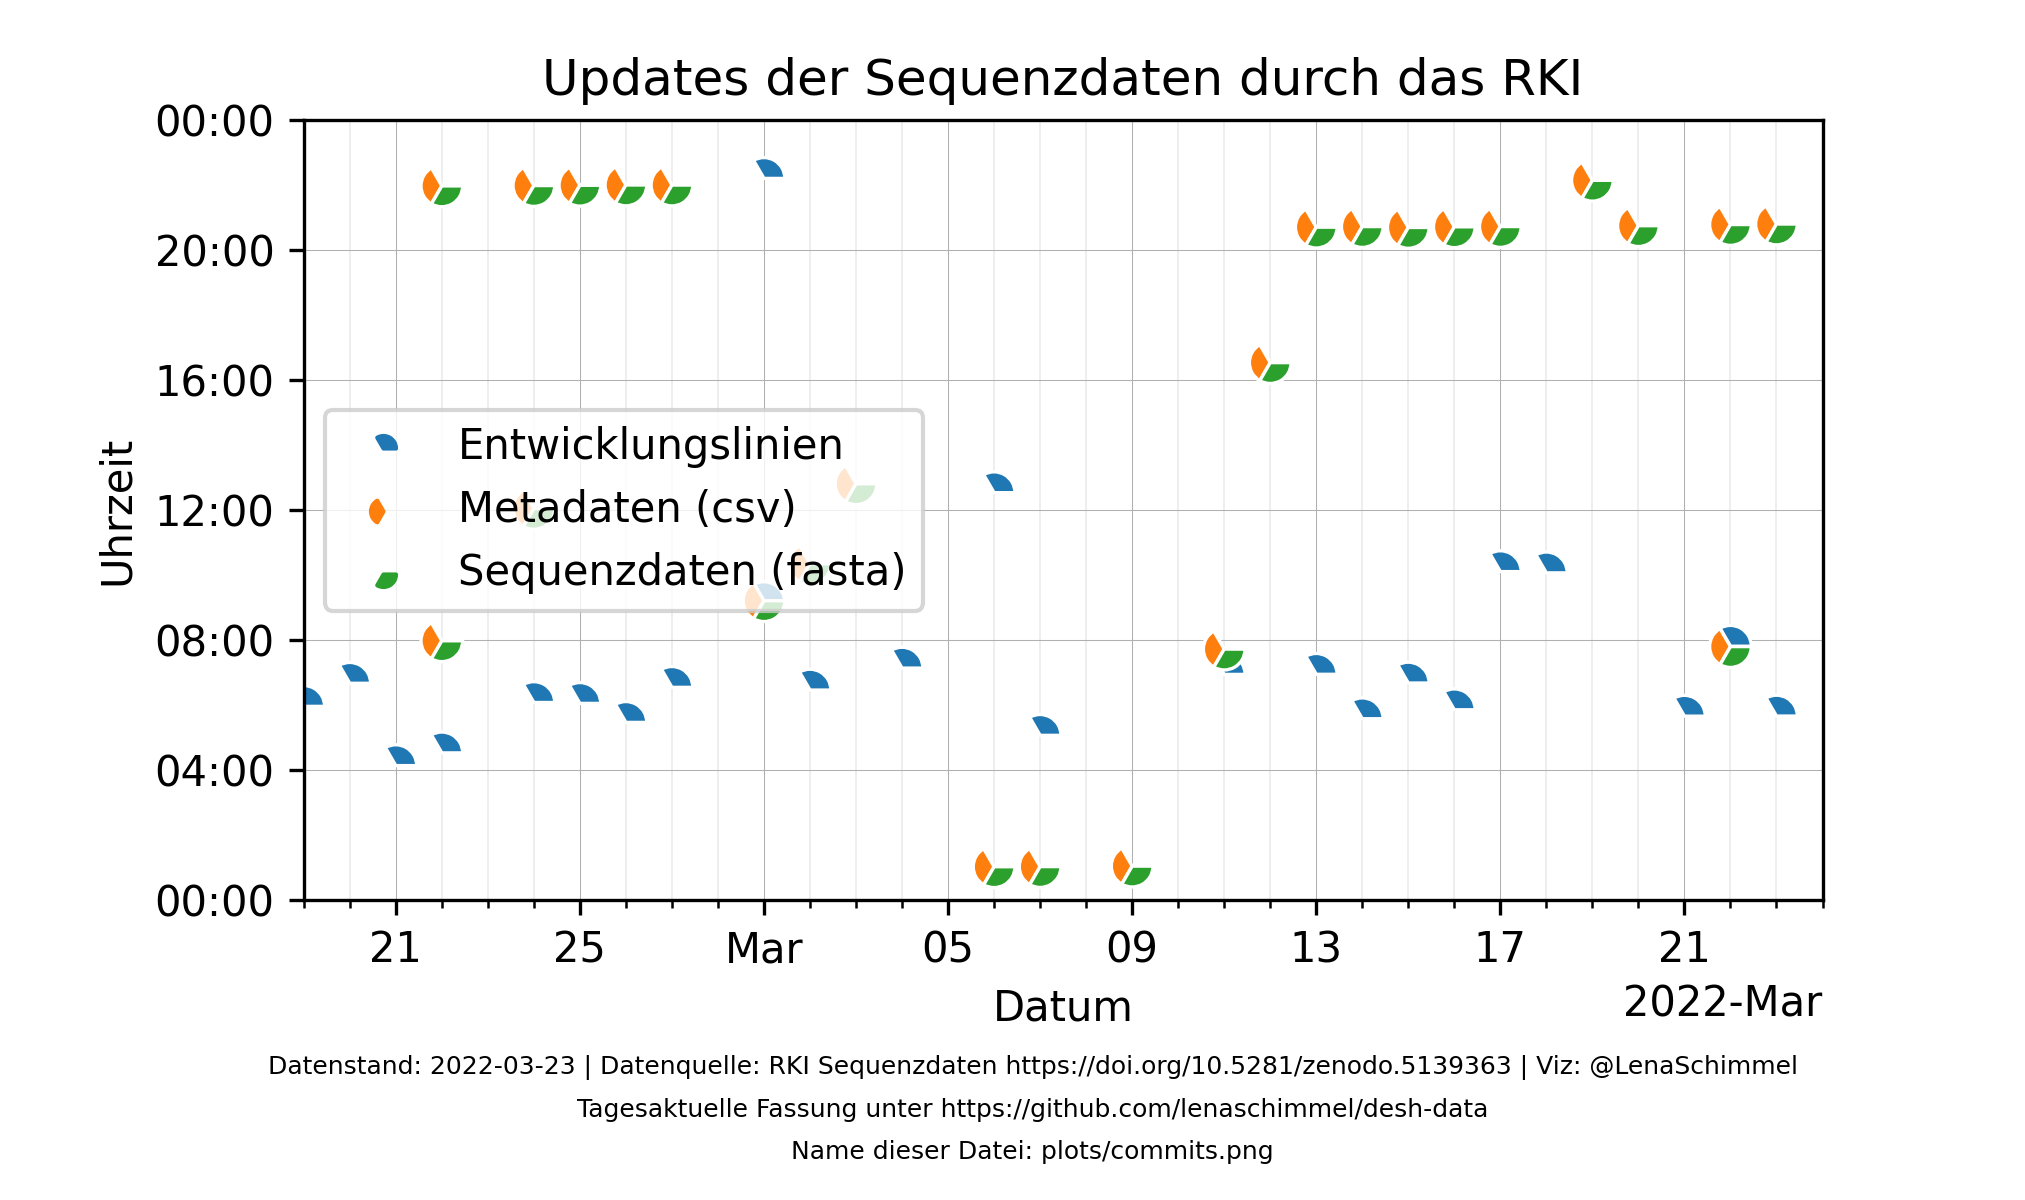 Updates der Sequenzdaten durch das RKI
00:00
20:00
16:00
12:00
08:00
04:00
00:00
Uhrzeit
Entwicklungslinien
Metadaten (csv)
Sequenzdaten (fasta)
21 25 Mar 05 09 13 17 21
Datum
2022-Mar
Datenstand: 2022-03-23 | Datenquelle: RKI Sequenzdaten https://doi.org/10.5281/zenodo.5139363 | Viz: @LenaSchimmel
Tagesaktuelle Fassung unter https://github.com/lenaschimmel/desh-data
Name dieser Datei: plots/commits.png